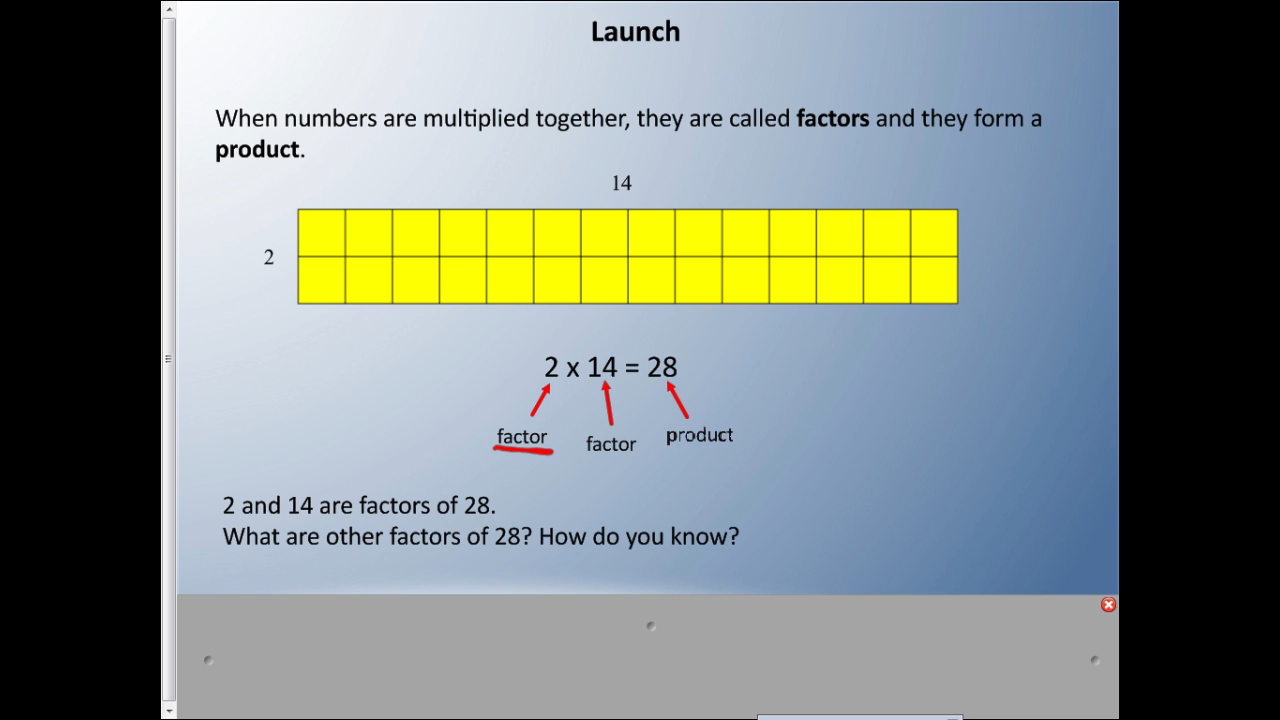 Launch
When numbers are multiplied together, they are called factors and they form a
product.
14
2
2 x 14 = 28
factor factor product
2 and 14 are factors of 28.
What are other factors of 28? How do you know?